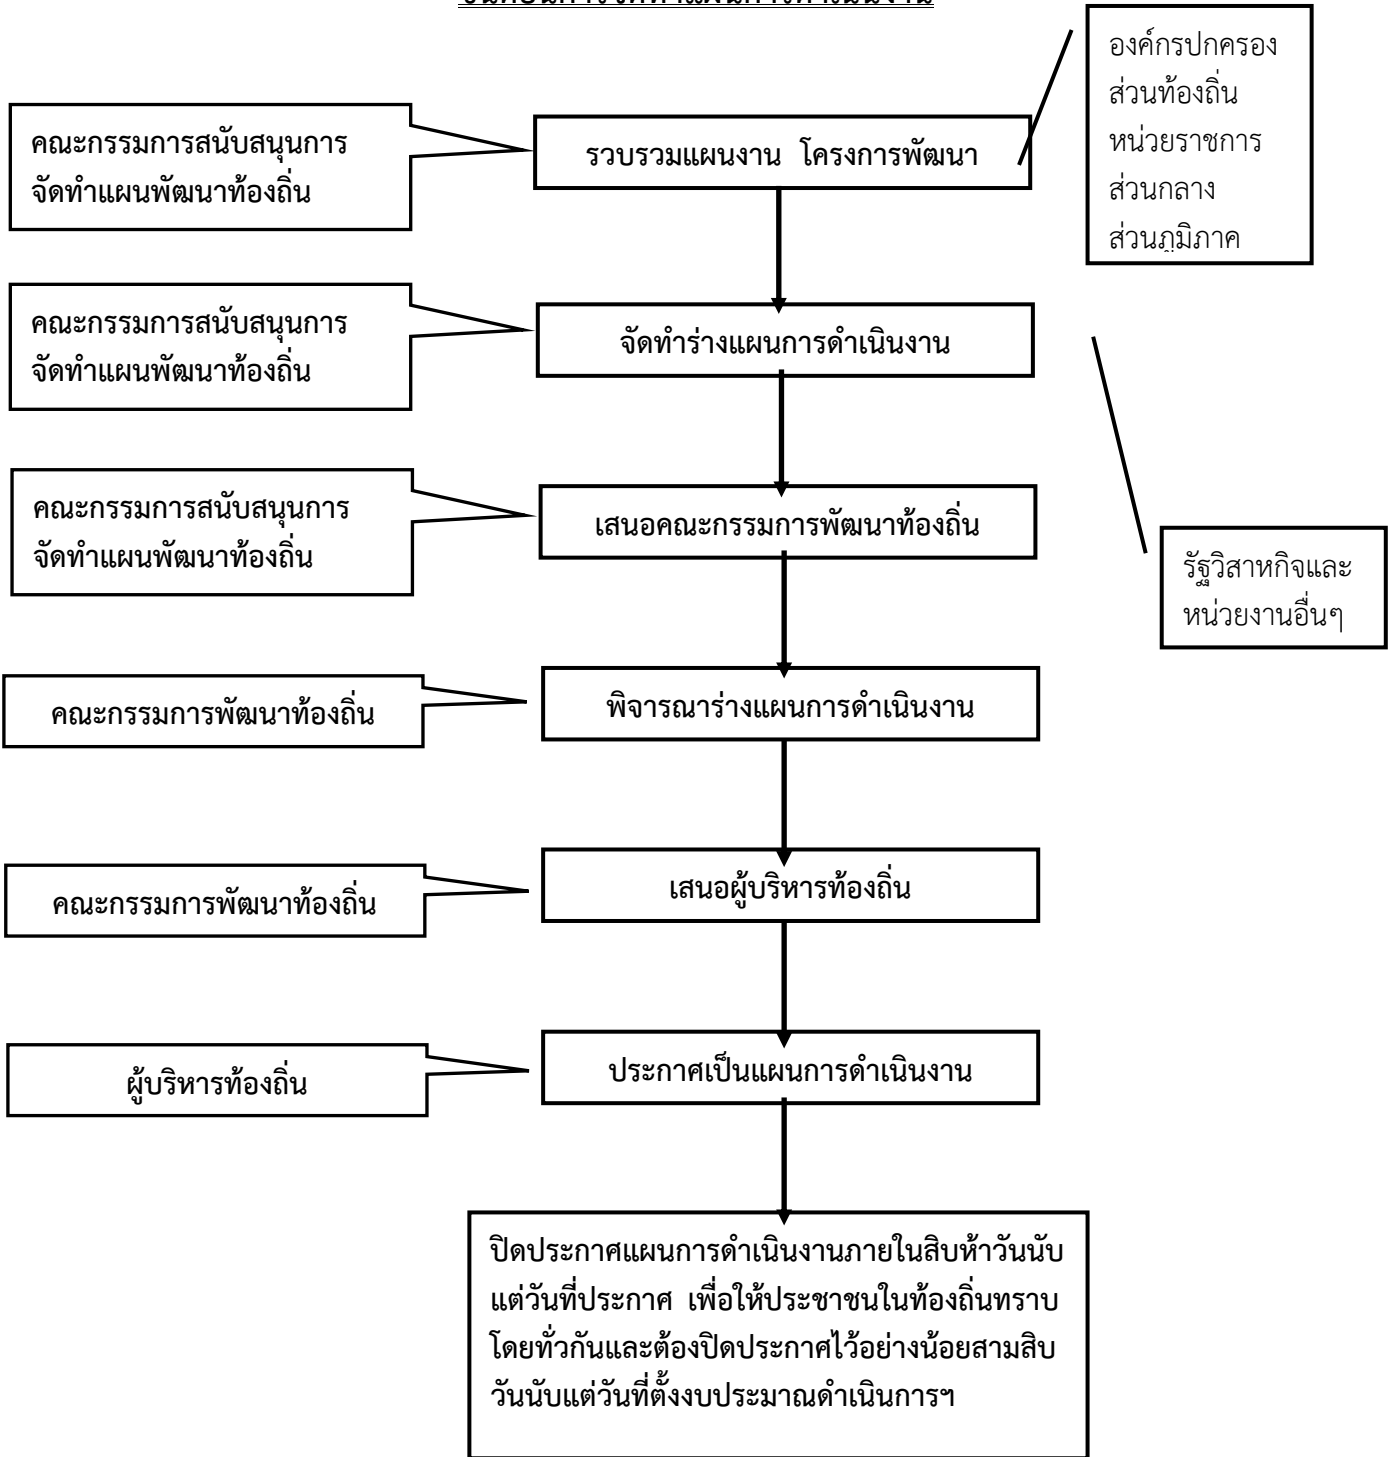 องค์กรปกครอง
ส่วนท้องถิ่น
หน่วยราชการ
ส่วนกลาง
ส่วนภูมิภาค
คณะกรรมการสนับสนุนการ
จัดทำแผนพัฒนาท้องถิ่น
รวบรวมแผนงาน โครงการพัฒนา
คณะกรรมการสนับสนุนการ
จัดทำแผนพัฒนาท้องถิ่น
จัดทำร่างแผนการดำเนินงาน
คณะกรรมการสนับสนุนการ
จัดทำแผนพัฒนาท้องถิ่น
เสนอคณะกรรมการพัฒนาท้องถิ่น
รัฐวิสาหกิจและ
หน่วยงานอื่นๆ
คณะกรรมการพัฒนาท้องถิ่น
พิจารณาร่างแผนการดำเนินงาน
คณะกรรมการพัฒนาท้องถิ่น
เสนอผู้บริหารท้องถิ่น
ผู้บริหารท้องถิ่น
ประกาศเป็นแผนการดำเนินงาน
ปิดประกาศแผนการดำเนินงานภายในสิบห้าวันนับ
แต่วันที่ประกาศ เพื่อให้ประชาชนในท้องถิ่นทราบ
โดยทั่วกันและต้องปิดประกาศไว้อย่างน้อยสามสิบ
วันนับแต่วันที่ตั้งงบประมาณดำเนินการฯ